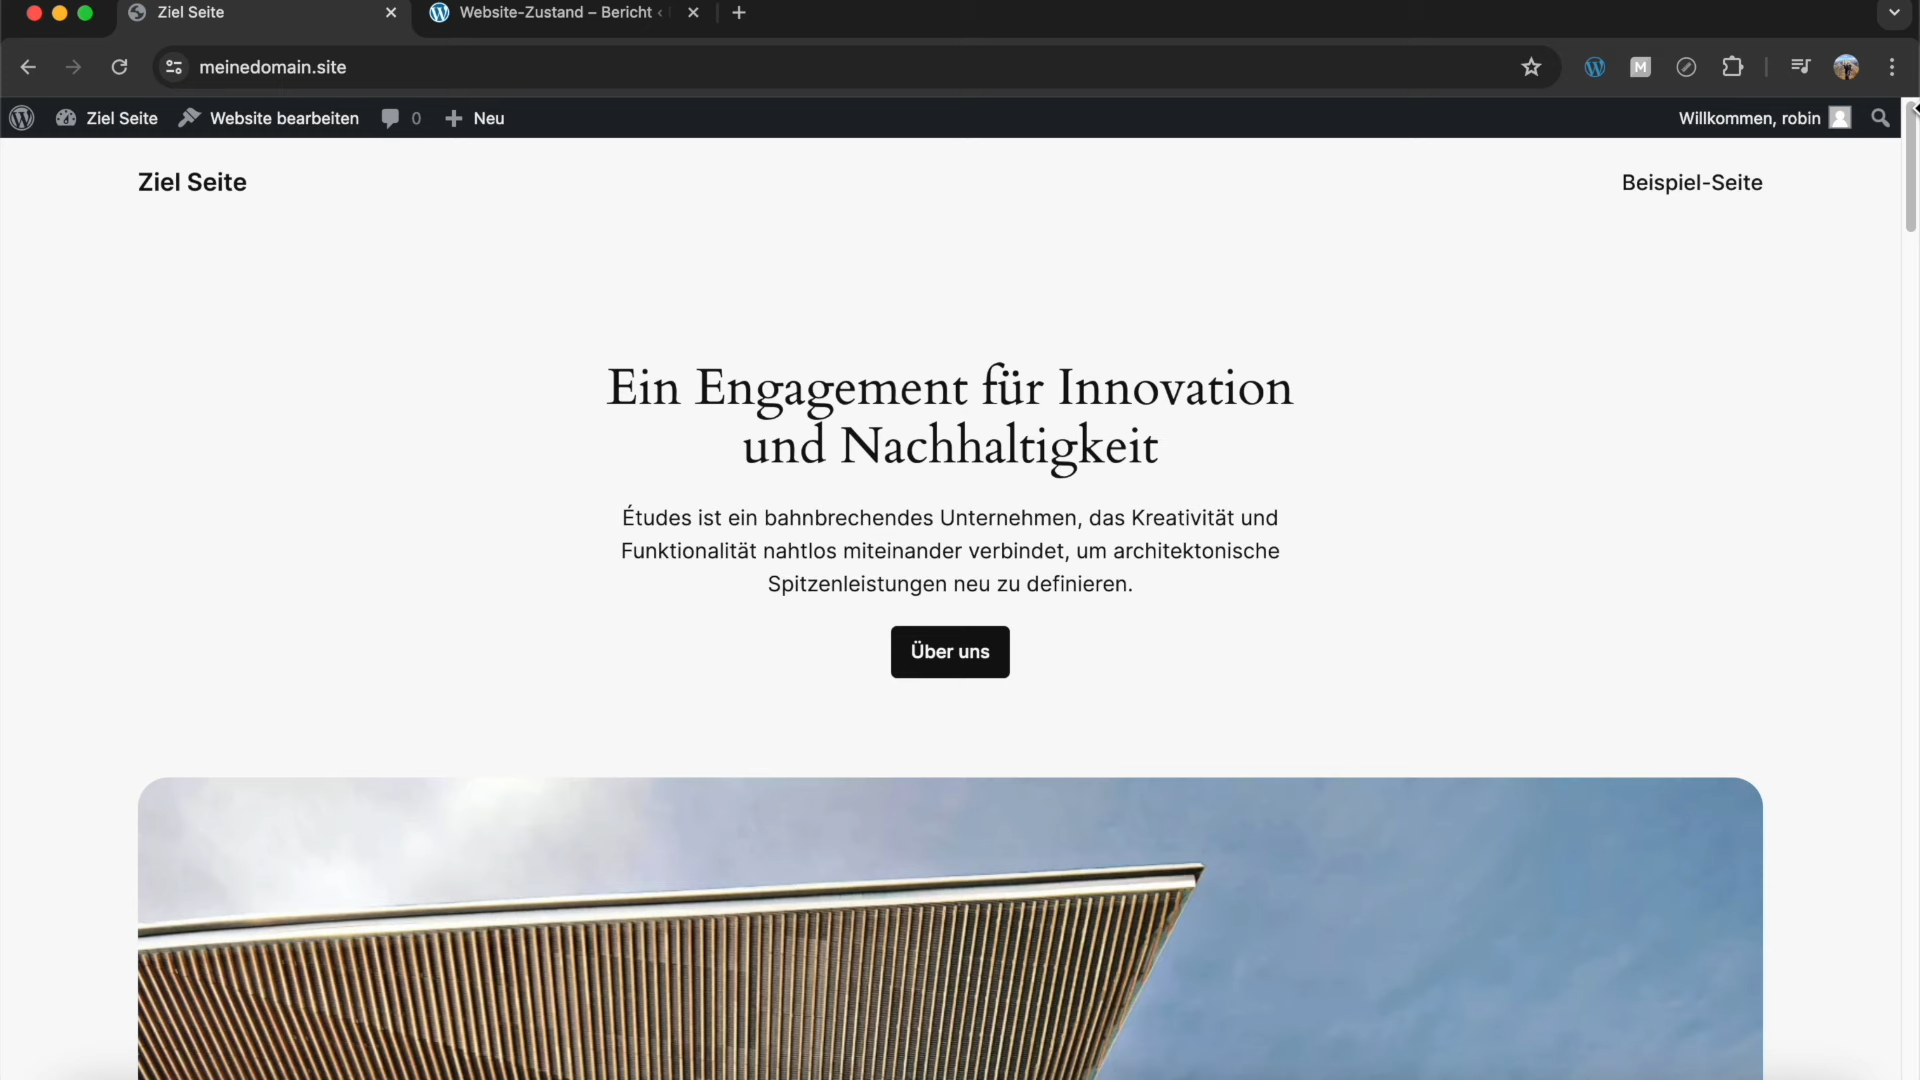 Ziel Seite
Website-Zustand – Bericht ‹
meinedomain.site
M
Ziel Seite
Website bearbeiten
0
Neu
Willkommen, robin
Ziel Seite
Beispiel-Seite
Ein Engagement für Innovation
und Nachhaltigkeit
Études ist ein bahnbrechendes Unternehmen, das Kreativität und
Funktionalität nahtlos miteinander verbindet, um architektonische
Spitzenleistungen neu zu definieren.
Über uns